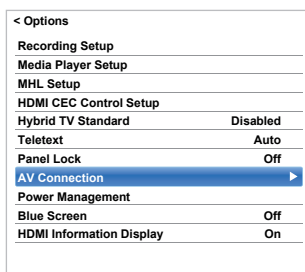 < Options
Recording Setup
Media Player Setup
MHL Setup
HDMI CEC Control Setup
Hybrid TV Standard Disabled
Teletext Auto
Panel Lock Off
AV Connection
Power Management
Blue Screen Off
HDMI Information Display On